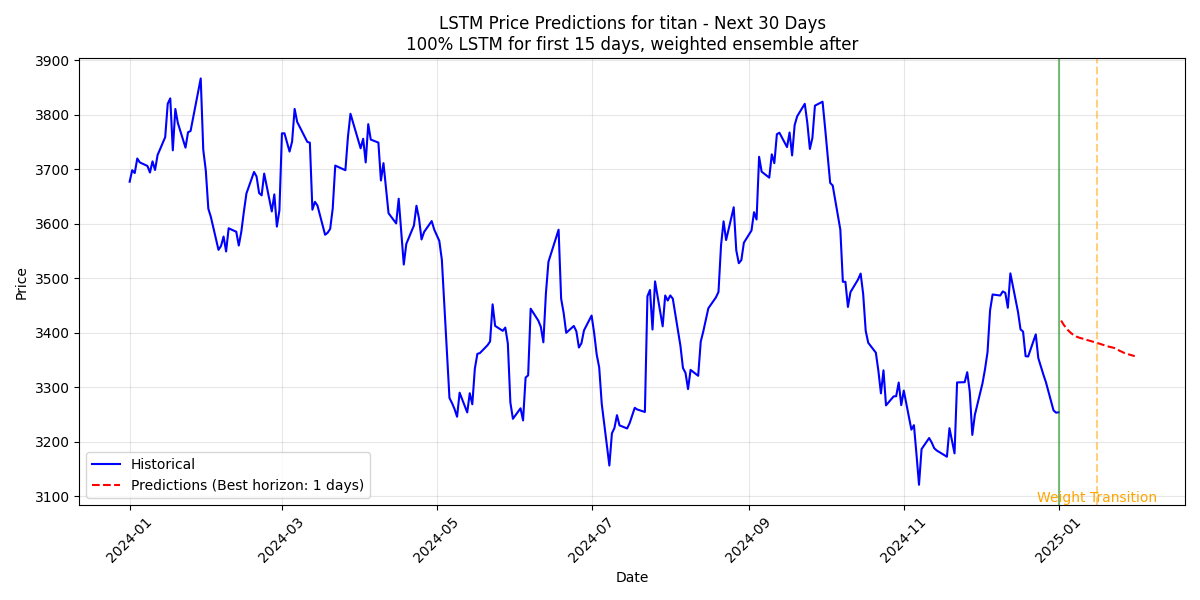 LSTM Price Predictions for titan - Next 30 Days
100% LSTM for first 15 days, weighted ensemble after
3900
3800
3700
3600
3500
3400
3300
3200
3100
Price
Historical
Predictions (Best horizon: 1 days)
Weight Transition
2024-01
2024-03
2024-05
2024-07
2024-09
2024-11
2025-01
Date